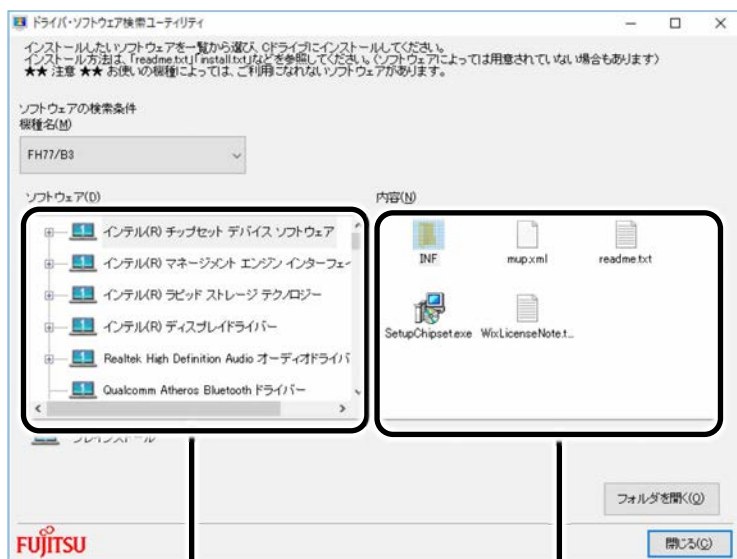 ドライバ・ソフトウェア検索ユーティリティ
インストールしたいソフトウェアを一覧から選び、Cドライブにインストールしてください。
インストール方法は、「readme.txt」「install.txt」などを参照してください。(ソフトウェアによっては用意されていない場合もあります)
★★ 注意 ★★ お使いの機種によっては、ご利用になれないソフトウェアがあります。
ソフトウェアの検索条件
機種名(M)
FH77/B3
ソフトウェア(D)
内容(N)
インテル(R) チップセット デバイス ソフトウェア
インテル(R) マネージメント エンジン インターフェー
インテル(R) ラピッド ストレージ テクノロジー
インテル(R) ディスプレイドライバー
Realtek High Definition Audio オーディオドライバ
Qualcomm Atheros Bluetooth ドライバー
INF
mup.xml
readme.txt
SetupChipset.exe
WixLicenseNote.t...
プレインストール
フォルダを開く(O)
FUJITSU
閉じる(C)